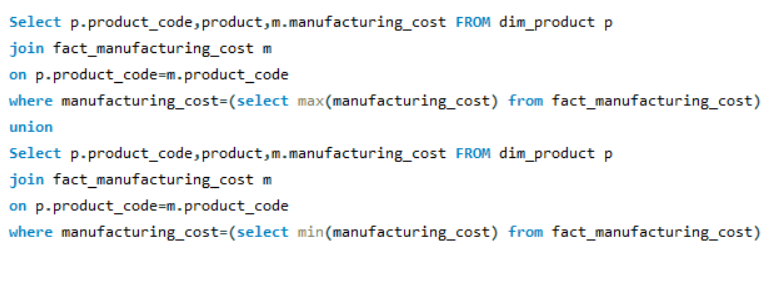 Select p.product_code,product,m.manufacturing_cost FROM dim_product p
join fact_manufacturing_cost m
on p.product_code=m.product_code
where manufacturing_cost=(select max(manufacturing_cost) from fact_manufacturing_cost)
union
Select p.product_code,product,m.manufacturing_cost FROM dim_product p
join fact_manufacturing_cost m
on p.product_code=m.product_code
where manufacturing_cost=(select min(manufacturing_cost) from fact_manufacturing_cost)